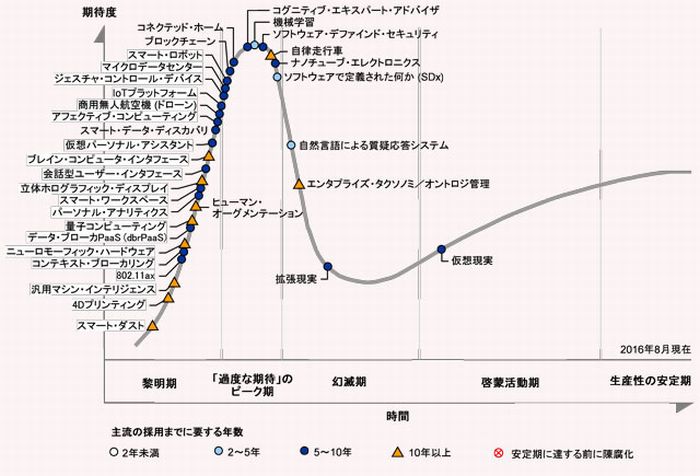 期待度
コグニティブ・エキスパート・アドバイザ
機械学習
ソフトウェア・デファインド・セキュリティ
自律走行車
ナノチューブ・エレクトロニクス
ソフトウェアで定義された何か (SDx)
コネクテッド・ホーム
ブロックチェーン
スマート・ロボット
マイクロデータセンター
ジェスチャ・コントロール・デバイス
IoTプラットフォーム
商用無人航空機 (ドローン)
アフェクティブ・コンピューティング
スマート・データ・ディスカバリ
仮想パーソナル・アシスタント
ブレイン・コンピュータ・インタフェース
会話型ユーザー・インタフェース
立体ホログラフィック・ディスプレイ
スマート・ワークスペース
パーソナル・アナリティクス
量子コンピューティング
データ・ブローカPaaS (dbrPaaS)
ニューロモーフィック・ハードウェア
コンテキスト・ブローカリング
802.11ax
汎用マシン・インテリジェンス
4Dプリンティング
スマート・ダスト
ヒューマン・
オーグメンテーション
自然言語による質疑応答システム
エンタプライズ・タクソノミ／オントロジ管理
拡張現実
仮想現実
2016年8月現在
黎明期
「過度な期待」の
ピーク期
幻滅期
啓蒙活動期
生産性の安定期
時間
主流の採用までに要する年数
2年未満
2～5年
5～10年
10年以上
安定期に達する前に陳腐化